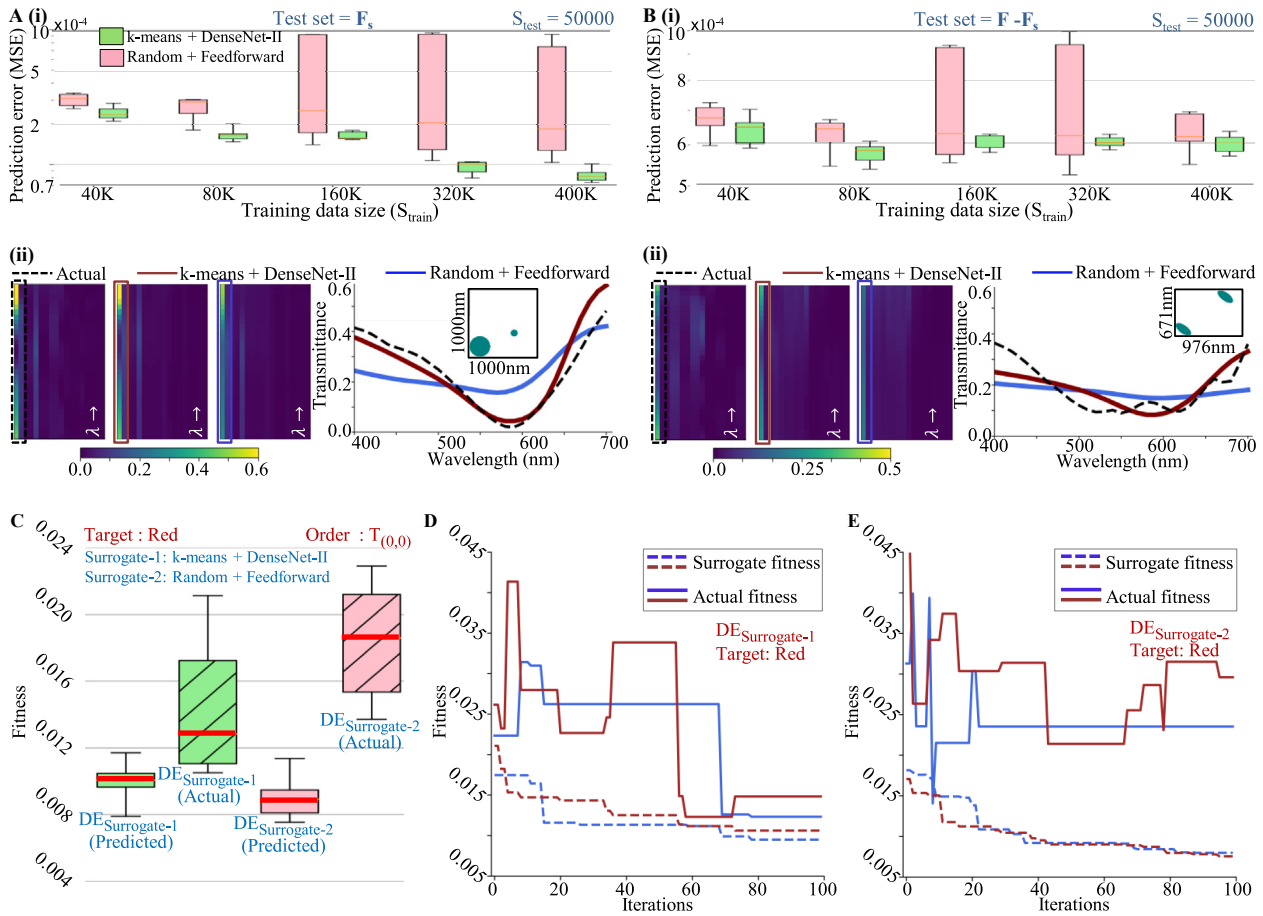 A (i)
×10⁻⁴
Test set = Fₛ
S_test = 50000
k-means + DenseNet-II
Random + Feedforward
Prediction error (MSE)
10
5
2
0.7
40K
80K
160K
320K
400K
Training data size (S_train)
B (i)
×10⁻⁴
Test set = F -Fₛ
S_test = 50000
Prediction error (MSE)
10
8
6
5
40K
80K
160K
320K
400K
Training data size (S_train)
(ii)
Actual
k-means + DenseNet-II
Random + Feedforward
λ →
λ →
λ →
0.0
0.2
0.4
0.6
Transmittance
0.6
0.4
0.2
0.0
1000nm
1000nm
400
500
600
700
Wavelength (nm)
(ii)
Actual
k-means + DenseNet-II
Random + Feedforward
λ →
λ →
λ →
0.0
0.25
0.5
Transmittance
0.6
0.4
0.2
0.0
671nm
976nm
400
500
600
700
Wavelength (nm)
C
Target : Red
Order : T(0,0)
Surrogate-1: k-means + DenseNet-II
Surrogate-2: Random + Feedforward
Fitness
0.024
0.020
0.016
0.012
0.008
0.004
DE_Surrogate-1
(Predicted)
DE_Surrogate-1
(Actual)
DE_Surrogate-2
(Predicted)
DE_Surrogate-2
(Actual)
D
Surrogate fitness
Actual fitness
DE_Surrogate-1
Target: Red
Fitness
0.045
0.035
0.025
0.015
0.005
0
20
40
60
80
100
Iterations
E
Surrogate fitness
Actual fitness
DE_Surrogate-2
Target: Red
Fitness
0.045
0.035
0.025
0.015
0.005
0
20
40
60
80
100
Iterations